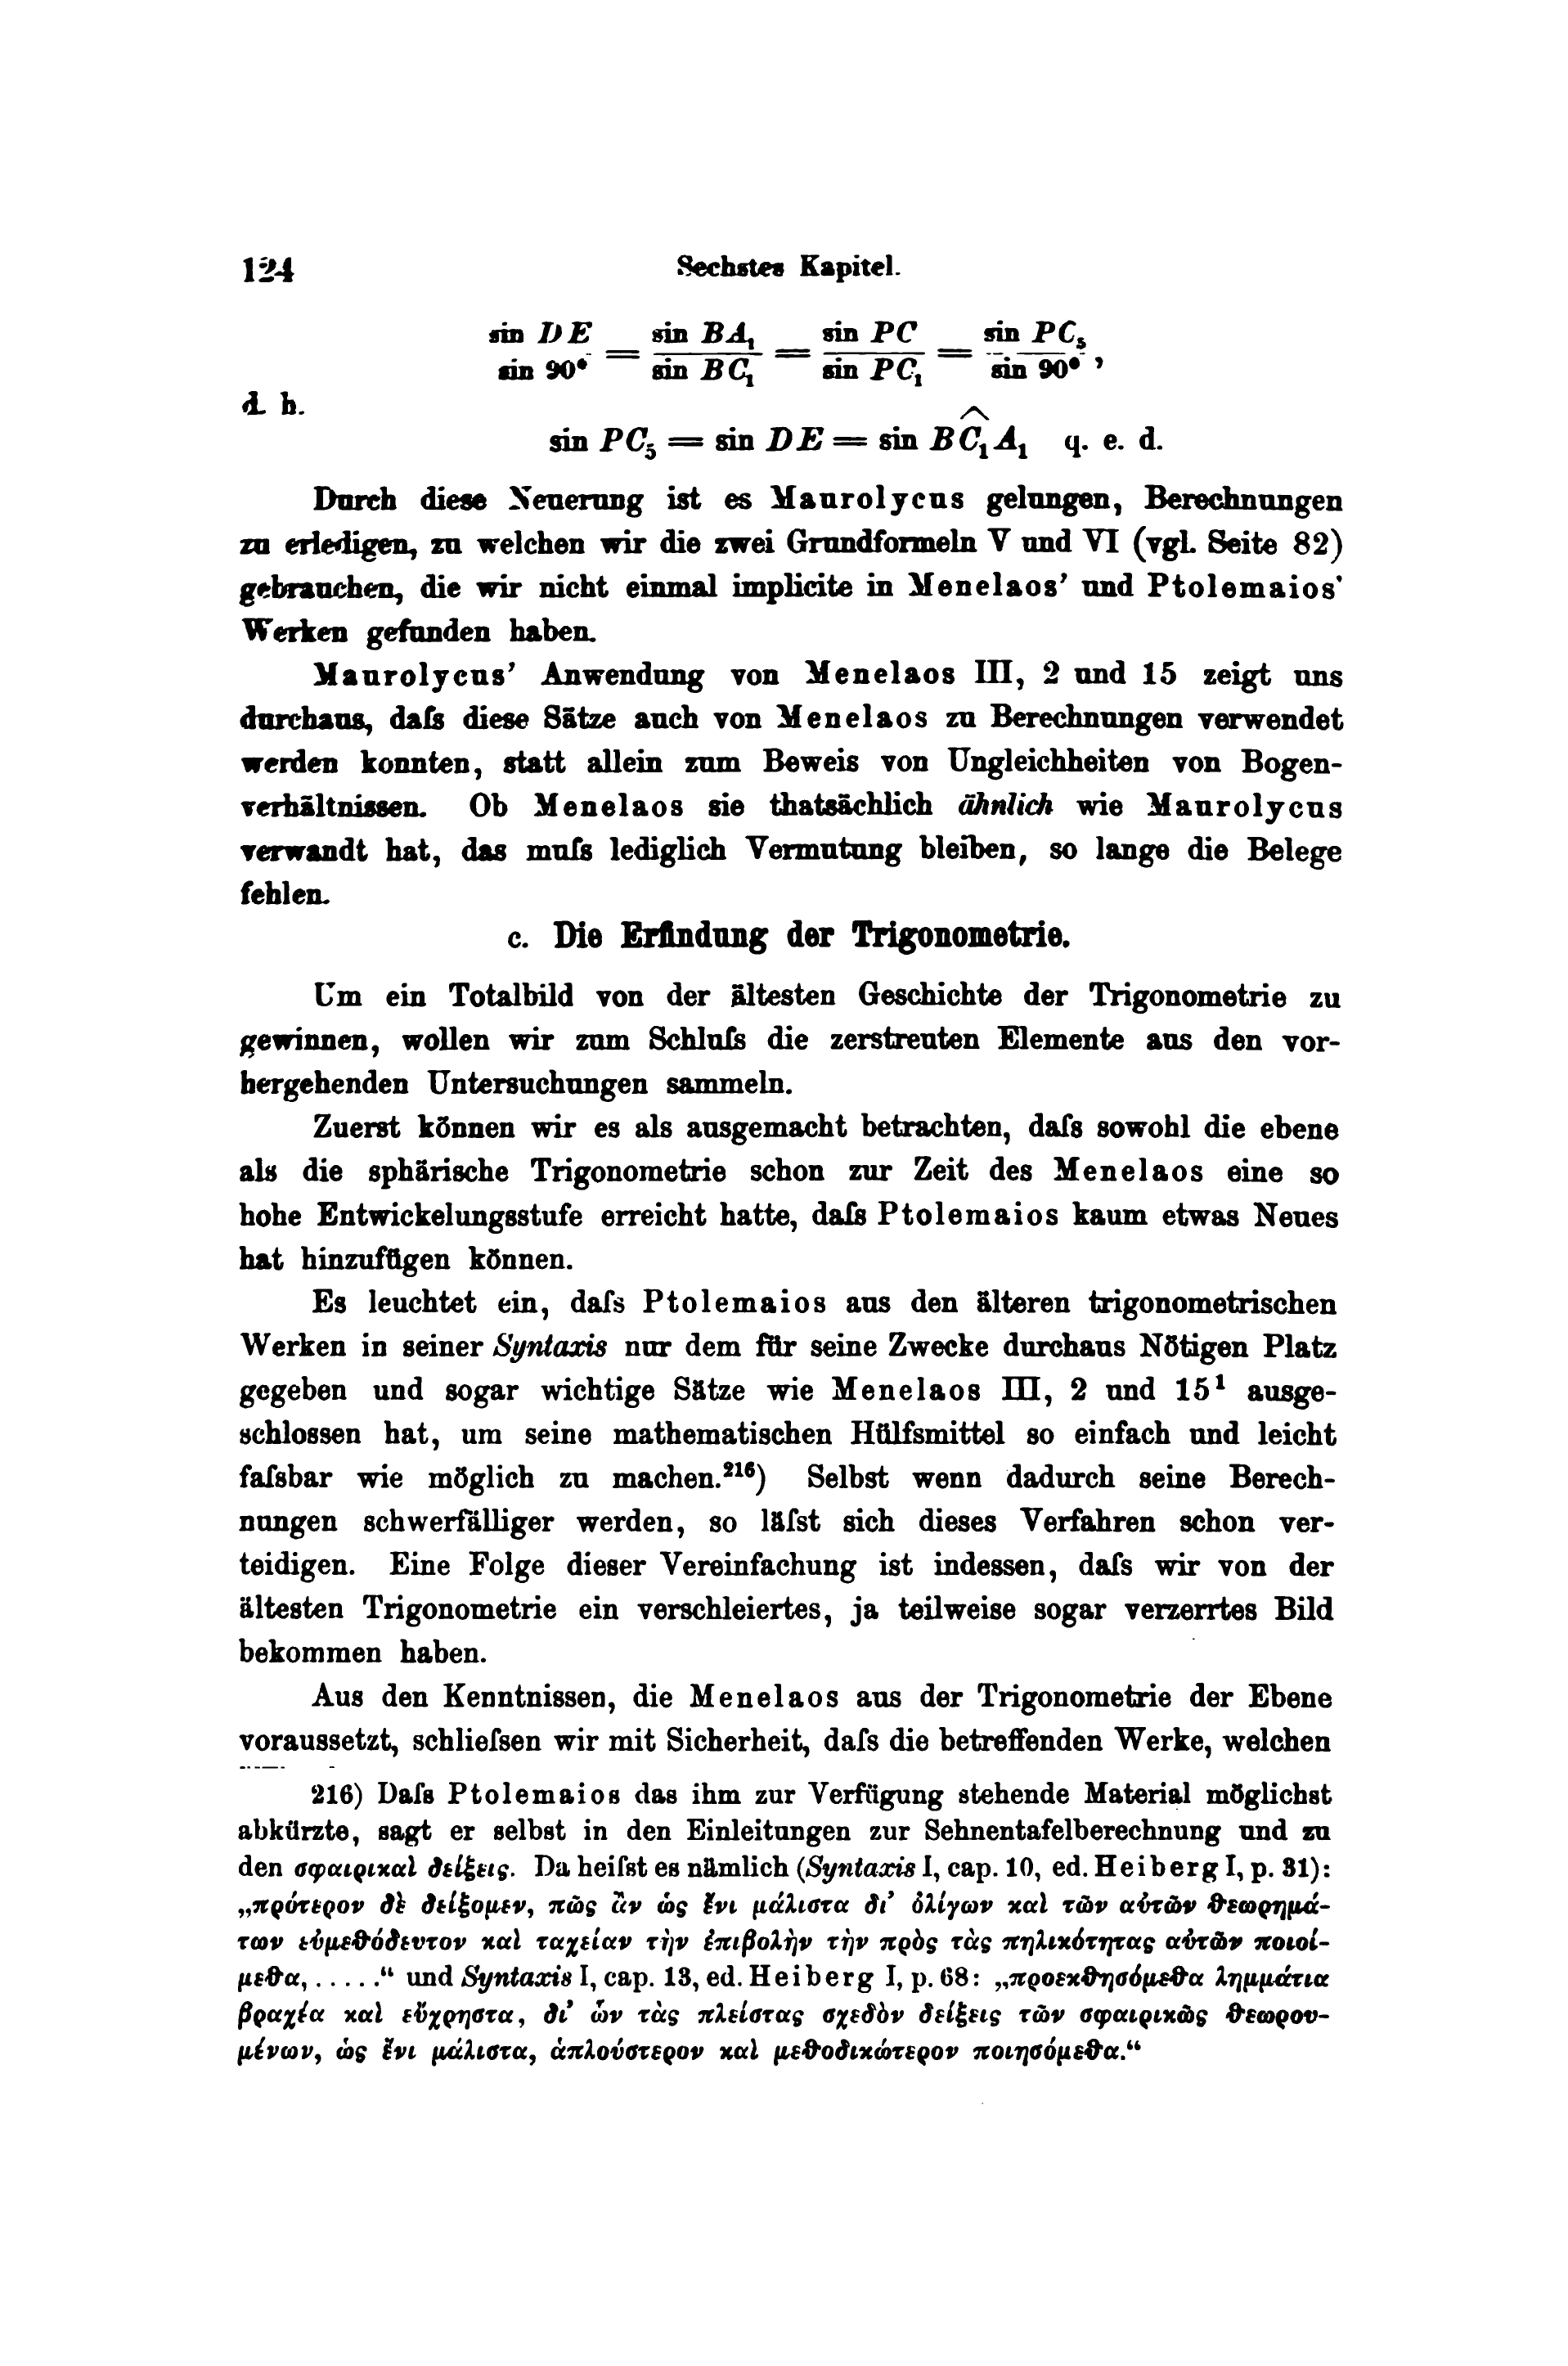 124 Sechstes Kapitel.
sin DE / sin 90° = sin BA₁ / sin BC₁ = sin PC / sin PC₁ = sin PC₅ / sin 90°,
d. h.
sin PC₅ = sin DE = sin BĈ₁A₁ q. e. d.
Durch diese Neuerung ist es Maurolycus gelungen, Berechnungen
zu erledigen, zu welchen wir die zwei Grundformeln V und VI (vgl. Seite 82)
gebrauchen, die wir nicht einmal implicite in Menelaos' und Ptolemaios'
Werken gefunden haben.
Maurolycus' Anwendung von Menelaos III, 2 und 15 zeigt uns
durchaus, daſs diese Sätze auch von Menelaos zu Berechnungen verwendet
werden konnten, statt allein zum Beweis von Ungleichheiten von Bogen-
verhältnissen. Ob Menelaos sie thatsächlich ähnlich wie Maurolycus
verwandt hat, das muſs lediglich Vermutung bleiben, so lange die Belege
fehlen.
c. Die Erfindung der Trigonometrie.
Um ein Totalbild von der ältesten Geschichte der Trigonometrie zu
gewinnen, wollen wir zum Schluſs die zerstreuten Elemente aus den vor-
hergehenden Untersuchungen sammeln.
Zuerst können wir es als ausgemacht betrachten, daſs sowohl die ebene
als die sphärische Trigonometrie schon zur Zeit des Menelaos eine so
hohe Entwickelungsstufe erreicht hatte, daſs Ptolemaios kaum etwas Neues
hat hinzufügen können.
Es leuchtet ein, daſs Ptolemaios aus den älteren trigonometrischen
Werken in seiner Syntaxis nur dem für seine Zwecke durchaus Nötigen Platz
gegeben und sogar wichtige Sätze wie Menelaos III, 2 und 15¹ ausge-
schlossen hat, um seine mathematischen Hülfsmittel so einfach und leicht
faſsbar wie möglich zu machen.²¹⁶) Selbst wenn dadurch seine Berech-
nungen schwerfälliger werden, so läſst sich dieses Verfahren schon ver-
teidigen. Eine Folge dieser Vereinfachung ist indessen, daſs wir von der
ältesten Trigonometrie ein verschleiertes, ja teilweise sogar verzerrtes Bild
bekommen haben.
Aus den Kenntnissen, die Menelaos aus der Trigonometrie der Ebene
voraussetzt, schlieſsen wir mit Sicherheit, daſs die betreffenden Werke, welchen
216) Daſs Ptolemaios das ihm zur Verfügung stehende Material möglichst
abkürzte, sagt er selbst in den Einleitungen zur Sehnentafelberechnung und zu
den σφαιρικαὶ δείξεις. Da heiſst es nämlich (Syntaxis I, cap. 10, ed. Heiberg I, p. 31):
„πρότερον δὲ δείξομεν, πῶς ἂν ὡς ἔνι μάλιστα δι' ὀλίγων καὶ τῶν αὐτῶν θεωρημά-
των εὐμεθόδευτον καὶ ταχεῖαν τὴν ἐπιβολὴν τὴν πρὸς τὰς πηλικότητας αὐτῶν ποιοί-
μεθα, . . . . .“ und Syntaxis I, cap. 13, ed. Heiberg I, p. 68: „προεκθησόμεθα λημμάτια
βραχέα καὶ εὔχρηστα, δι' ὧν τὰς πλείστας σχεδὸν δείξεις τῶν σφαιρικῶς θεωρου-
μένων, ὡς ἔνι μάλιστα, ἁπλούστερον καὶ μεθοδικώτερον ποιησόμεθα.“